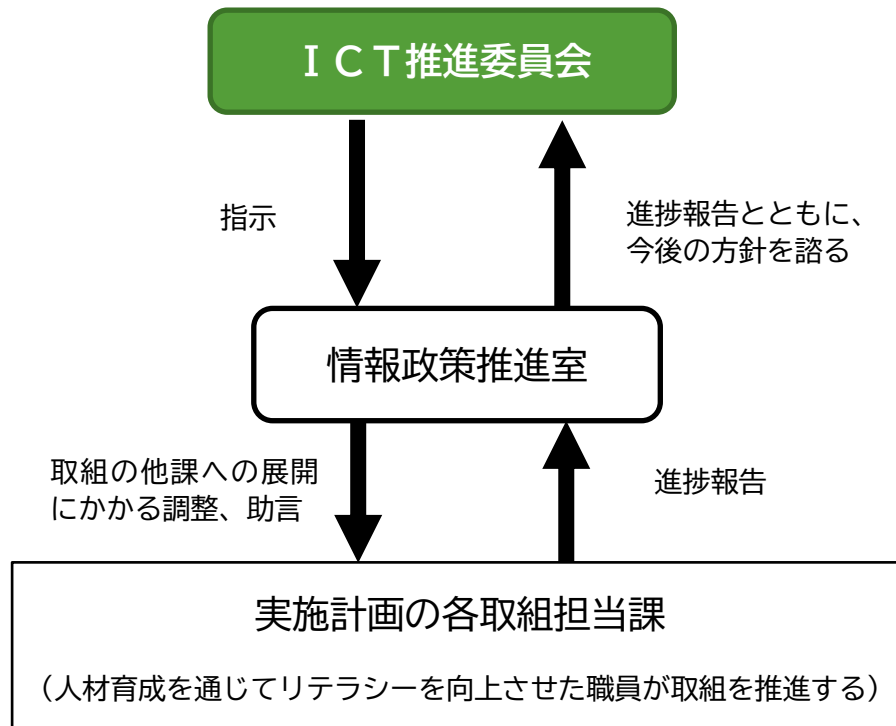 ＩＣＴ推進委員会
指示
進捗報告とともに、
今後の方針を諮る
情報政策推進室
取組の他課への展開
にかかる調整、助言
進捗報告
実施計画の各取組担当課
（人材育成を通じてリテラシーを向上させた職員が取組を推進する）